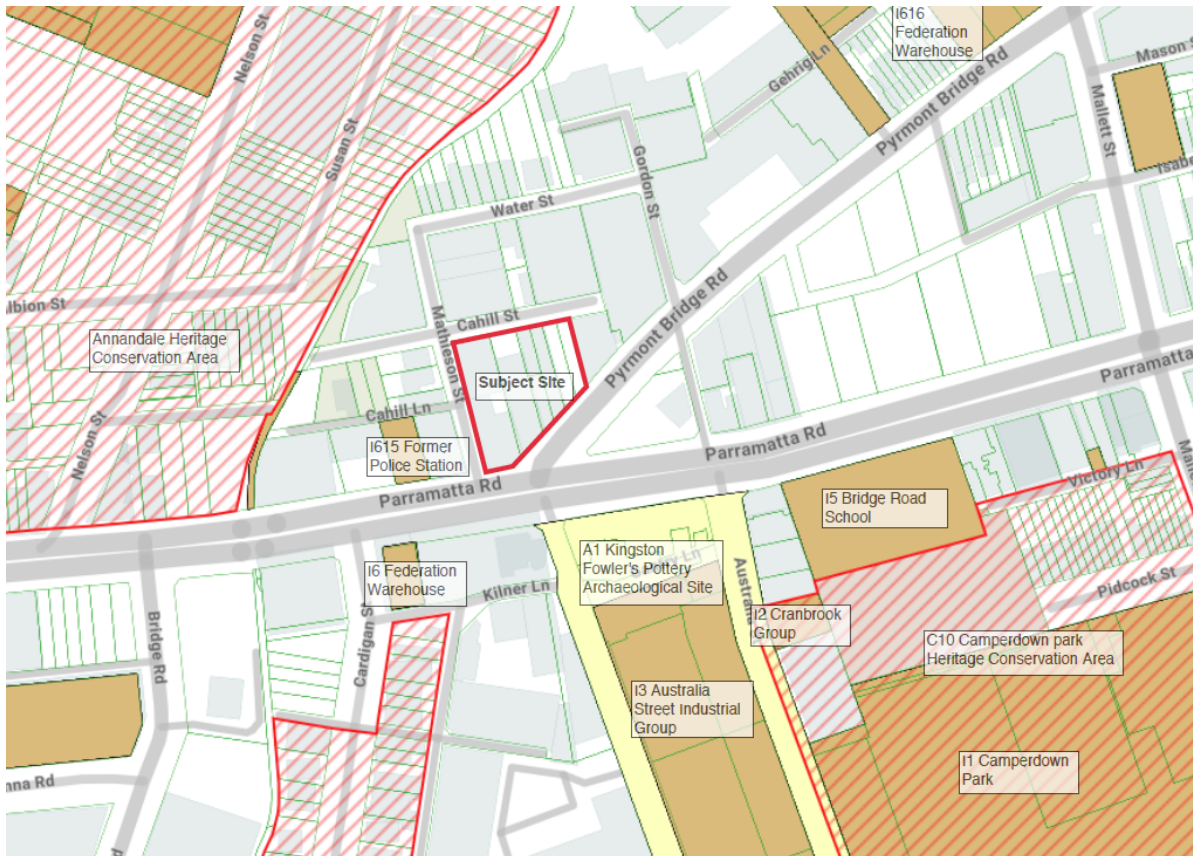 I616
Federation
Warehouse
Nelson St
Mason S
Gehrig Ln
Pyrmont Bridge Rd
Mallett St
Susan St
Gordon St
Water St
Albion St
Annandale Heritage
Conservation Area
Cahill St
Mathieson St
Subject SIte
Pyrmont Bridge Rd
Parramatta
Cahill Ln
Nelson St
I615 Former
Police Station
Parramatta Rd
Parramatta Rd
Victory Ln
I5 Bridge Road
School
A1 Kingston
Fowler's Pottery
Archaeological Site
I6 Federation
Warehouse
Kilner Ln
Australia
Pidcock St
Bridge Rd
Cardigan St
I2 Cranbrook
Group
C10 Camperdown park
Heritage Conservation Area
I3 Australia
Street Industrial
Group
I1 Camperdown
Park
nna Rd